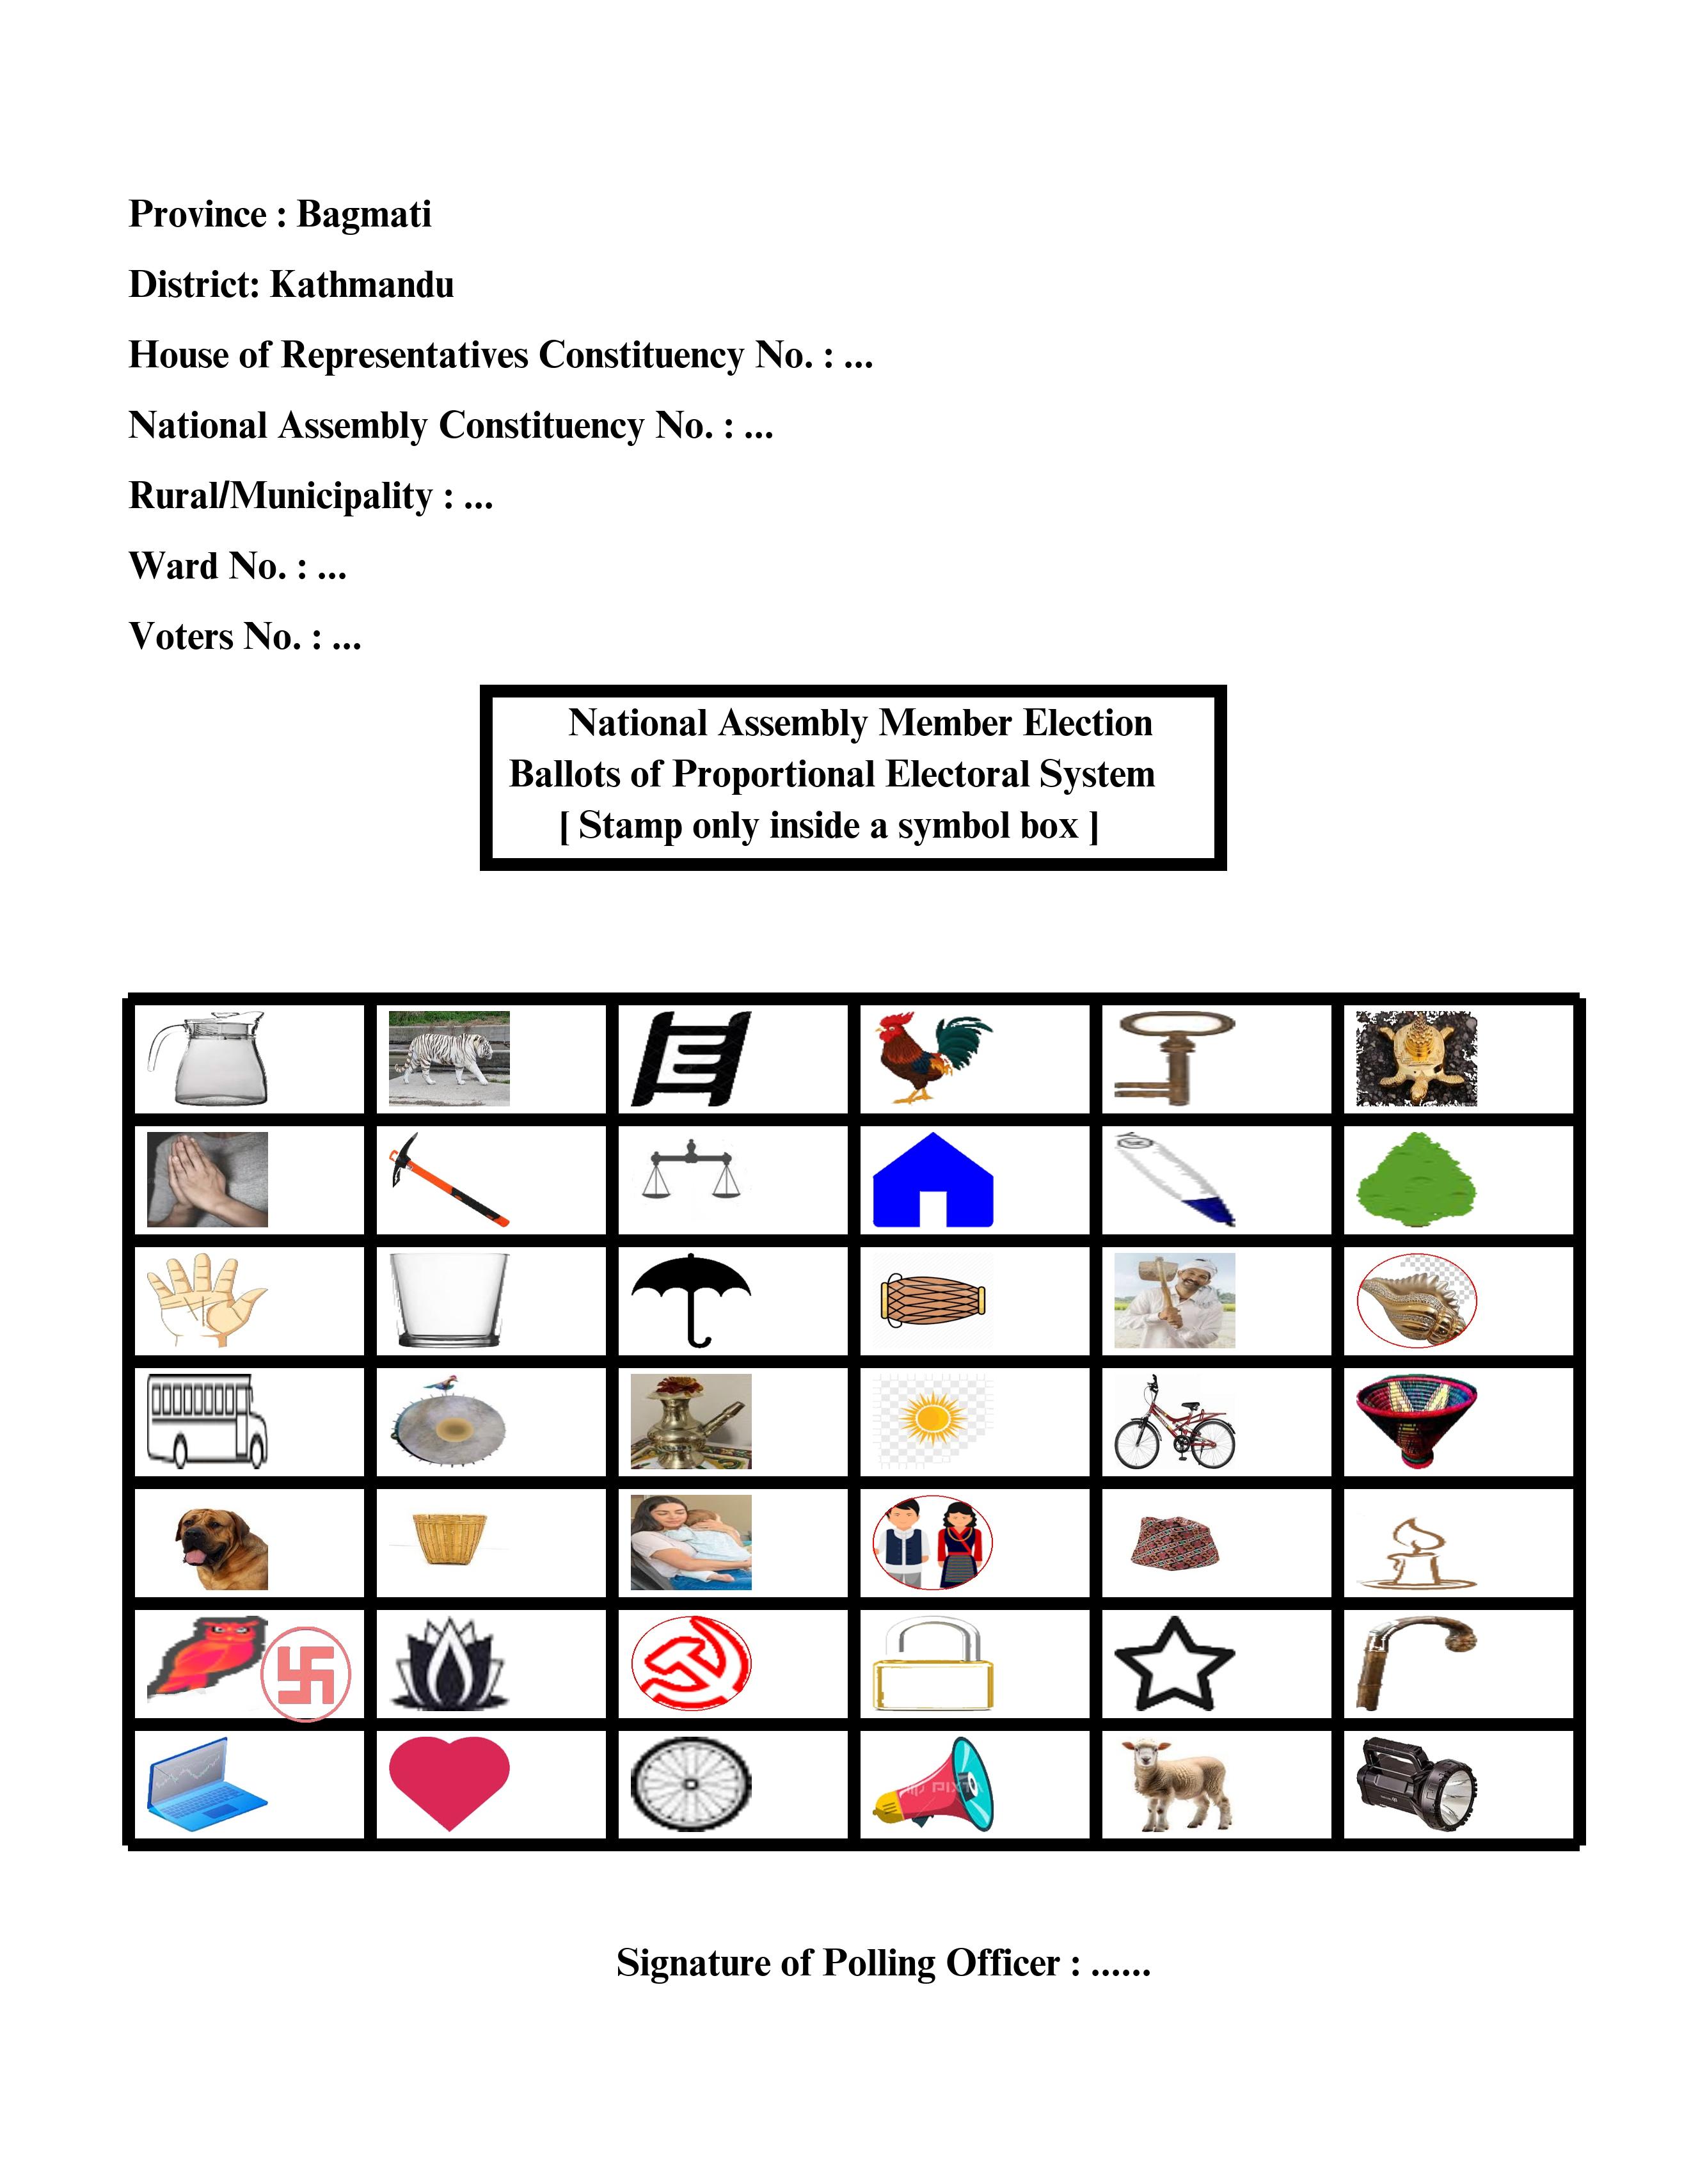 Province : Bagmati
District: Kathmandu
House of Representatives Constituency No. : ...
National Assembly Constituency No. : ...
Rural/Municipality : ...
Ward No. : ...
Voters No. : ...
National Assembly Member Election
Ballots of Proportional Electoral System
[ Stamp only inside a symbol box ]
PIXTA
Signature of Polling Officer : ......